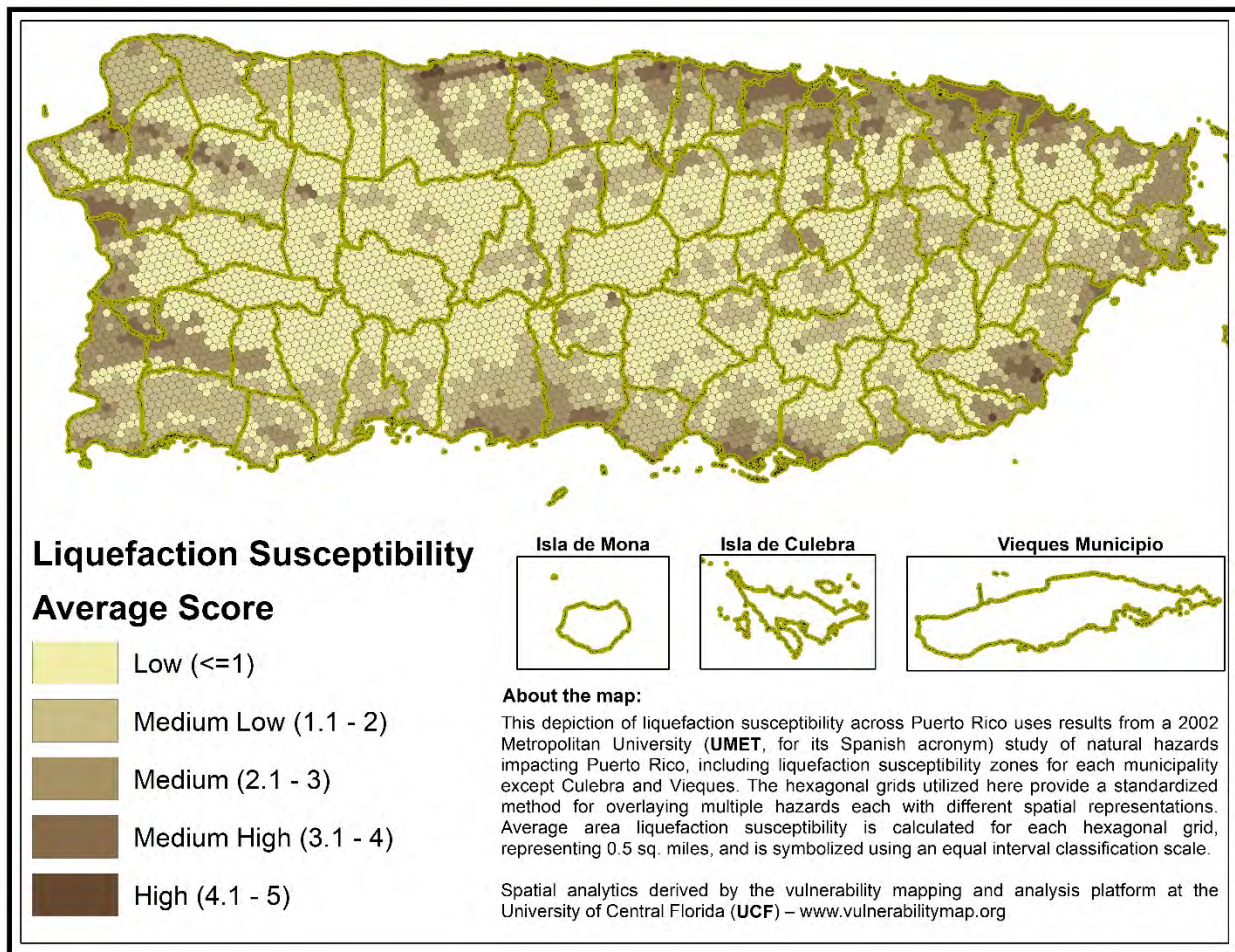 Isla de Mona
Isla de Culebra
Vieques Municipio
Liquefaction Susceptibility
Average Score
Low (<=1)
Medium Low (1.1 - 2)
Medium (2.1 - 3)
Medium High (3.1 - 4)
High (4.1 - 5)
About the map:
This depiction of liquefaction susceptibility across Puerto Rico uses results from a 2002
Metropolitan University (UMET, for its Spanish acronym) study of natural hazards
impacting Puerto Rico, including liquefaction susceptibility zones for each municipality
except Culebra and Vieques. The hexagonal grids utilized here provide a standardized
method for overlaying multiple hazards each with different spatial representations.
Average area liquefaction susceptibility is calculated for each hexagonal grid,
representing 0.5 sq. miles, and is symbolized using an equal interval classification scale.
Spatial analytics derived by the vulnerability mapping and analysis platform at the
University of Central Florida (UCF) – www.vulnerabilitymap.org